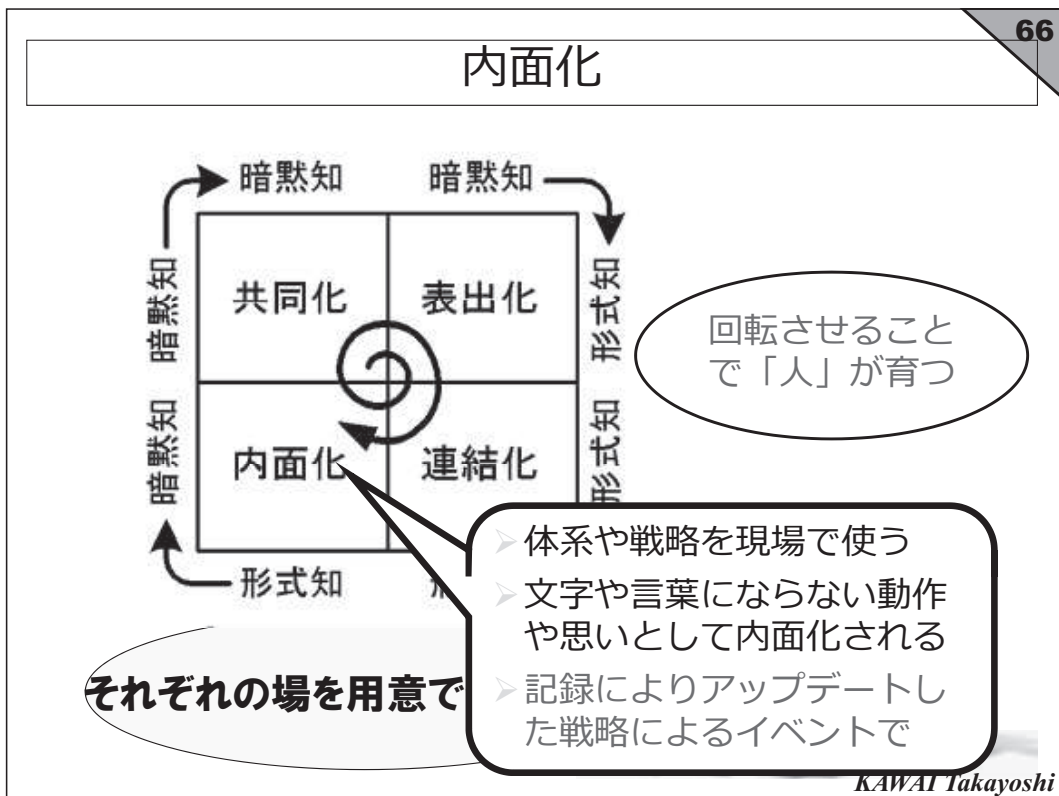 66
内面化
暗黙知 暗黙知
暗黙知
共同化 表出化
形式知
回転させること
で「人」が育つ
暗黙知
内面化 連結化
形式知
形式知
➢体系や戦略を現場で使う
➢文字や言葉にならない動作
や思いとして内面化される
➢記録によりアップデートし
た戦略によるイベントで
それぞれの場を用意で
KAWAI Takayoshi